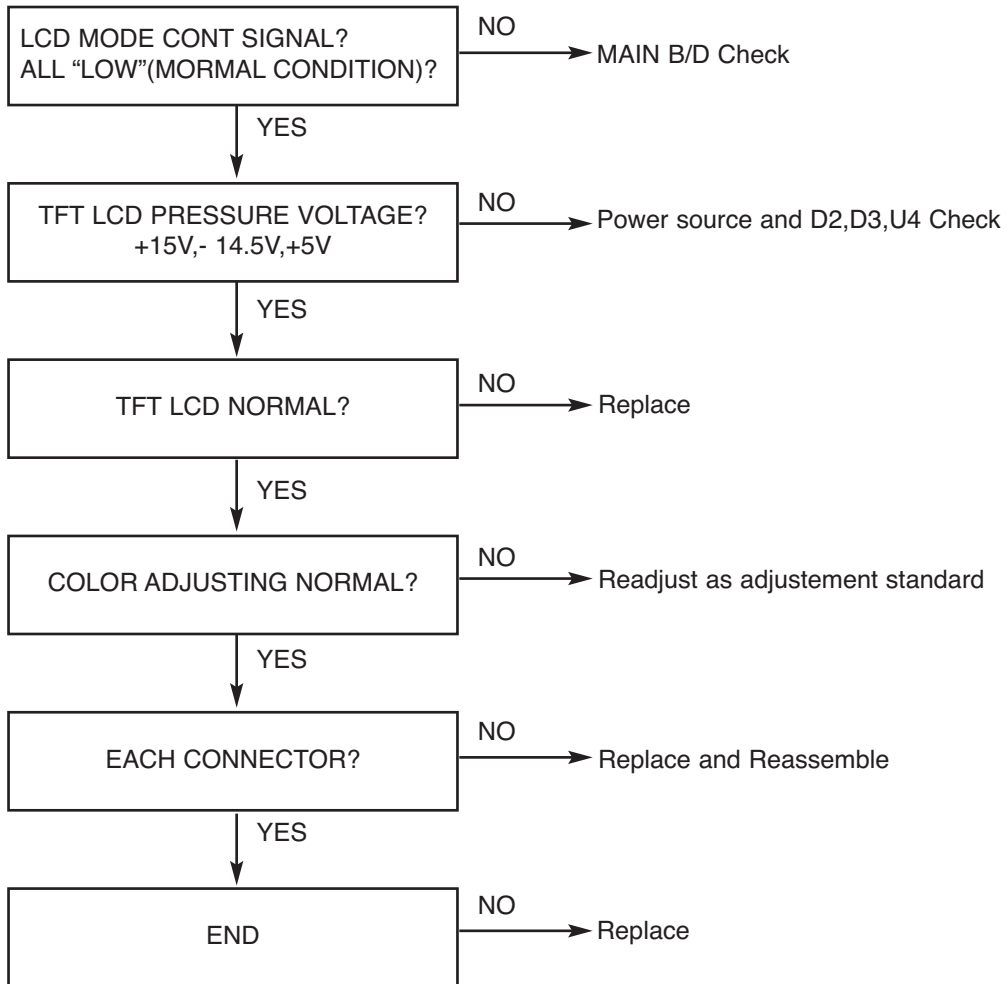 LCD MODE CONT SIGNAL?
ALL “LOW”(MORMAL CONDITION)?
NO
MAIN B/D Check
YES
TFT LCD PRESSURE VOLTAGE?
+15V,- 14.5V,+5V
NO
Power source and D2,D3,U4 Check
YES
TFT LCD NORMAL?
NO
Replace
YES
COLOR ADJUSTING NORMAL?
NO
Readjust as adjustement standard
YES
EACH CONNECTOR?
NO
Replace and Reassemble
YES
END
NO
Replace